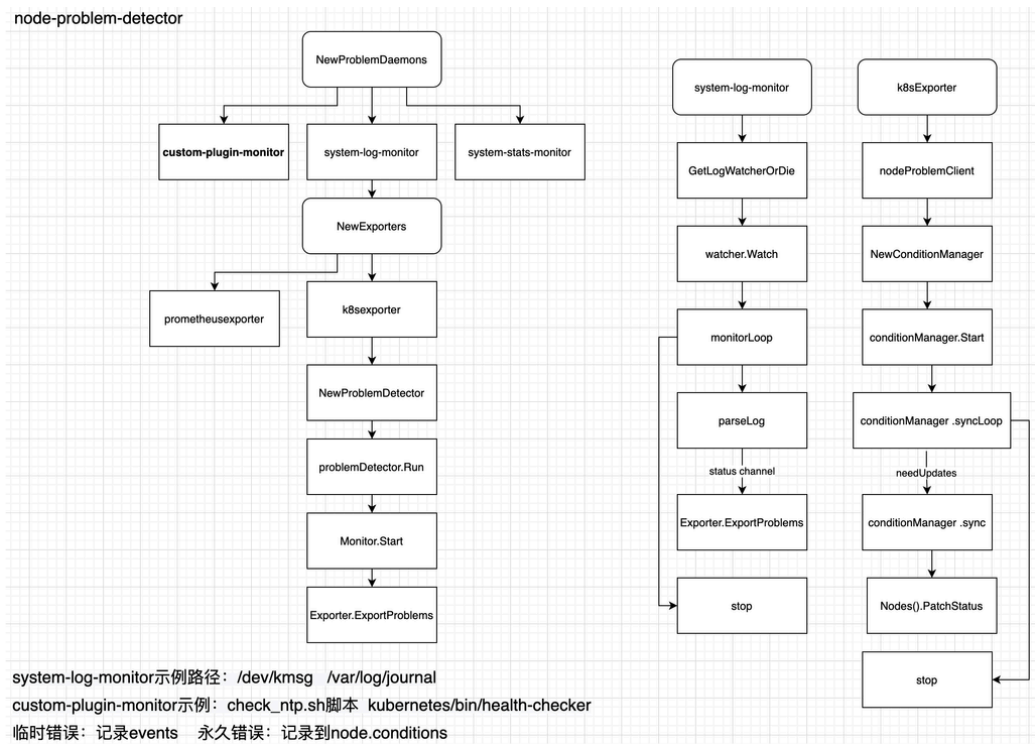 node-problem-detector
NewProblemDaemons
custom-plugin-monitor
system-log-monitor
system-stats-monitor
NewExporters
prometheusexporter
k8sexporter
NewProblemDetector
problemDetector.Run
Monitor.Start
Exporter.ExportProblems
system-log-monitor
GetLogWatcherOrDie
watcher.Watch
monitorLoop
parseLog
status channel
Exporter.ExportProblems
stop
k8sExporter
nodeProblemClient
NewConditionManager
conditionManager.Start
conditionManager .syncLoop
needUpdates
conditionManager .sync
Nodes().PatchStatus
stop
system-log-monitor示例路径：/dev/kmsg /var/log/journal
custom-plugin-monitor示例：check_ntp.sh脚本 kubernetes/bin/health-checker
临时错误：记录events 永久错误：记录到node.conditions